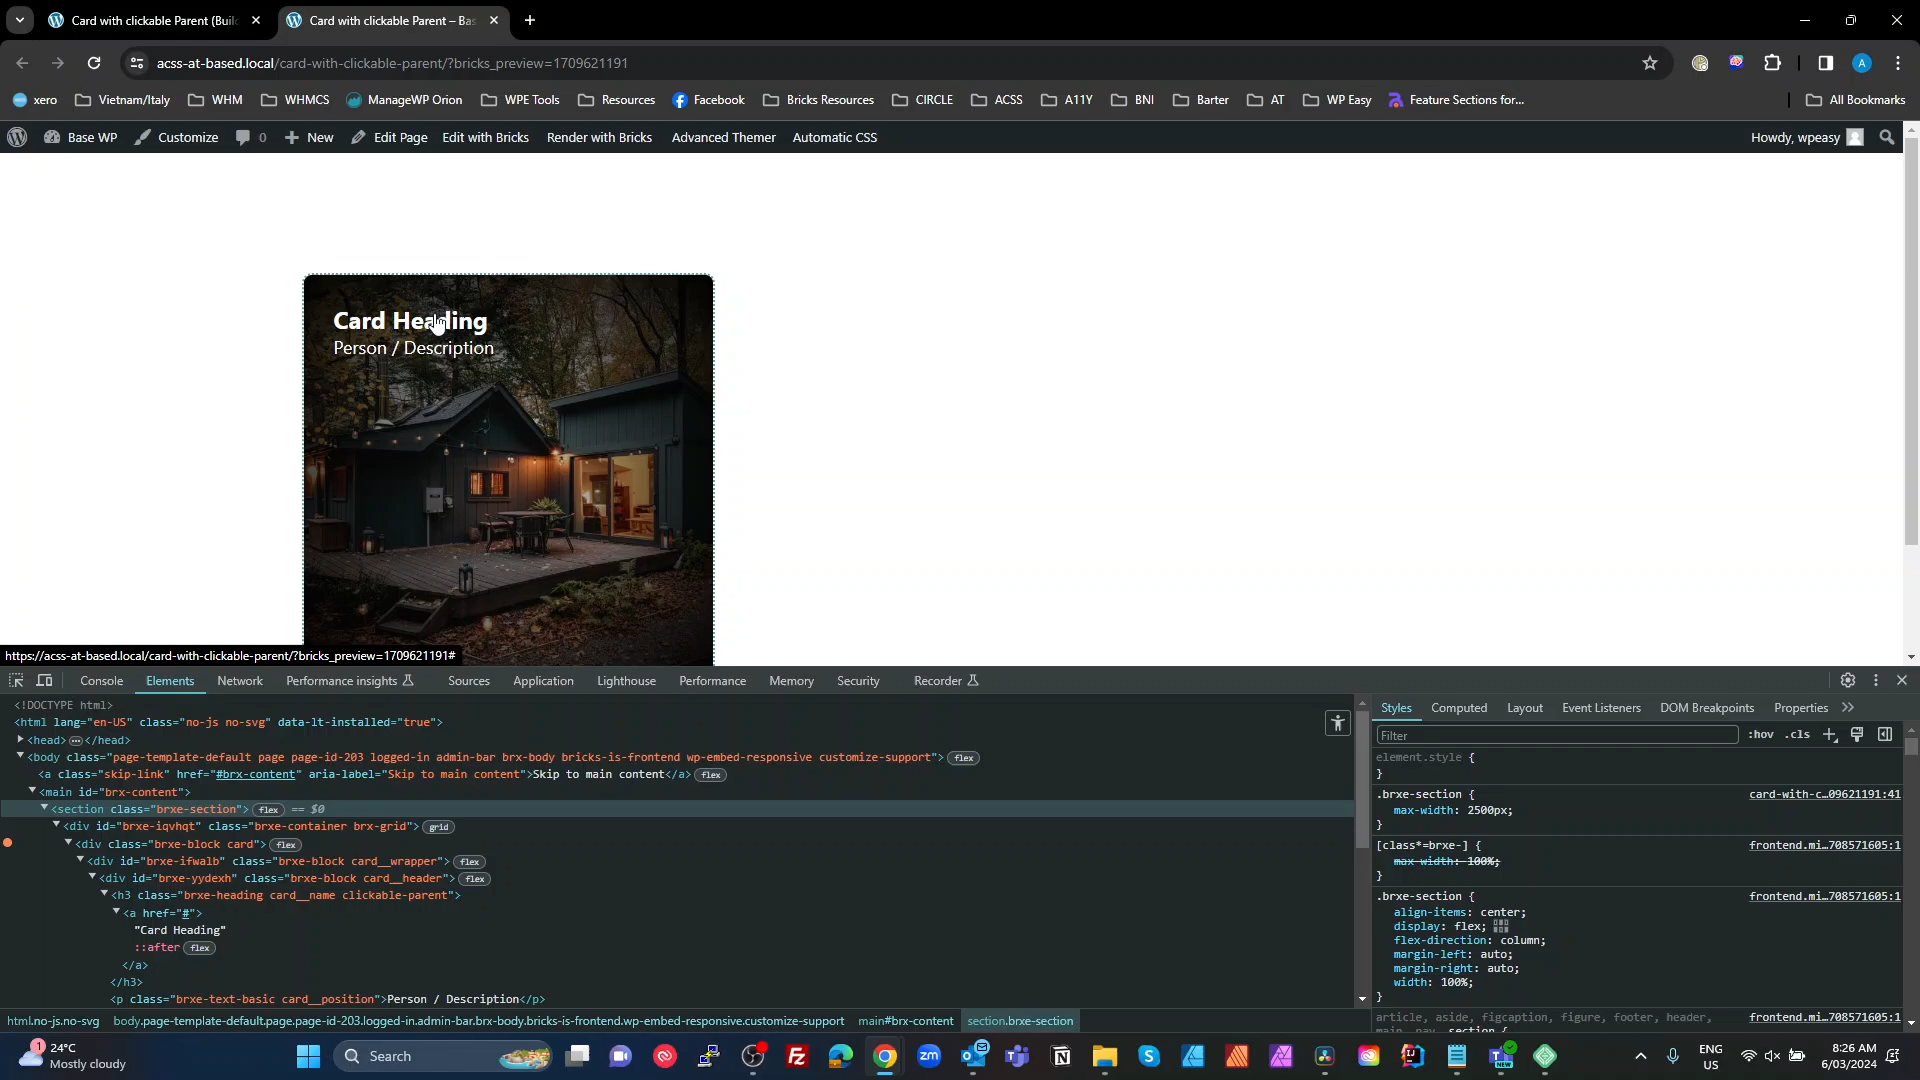 Card with clickable Parent (Buil
Card with clickable Parent – Bas
acss-at-based.local/card-with-clickable-parent/?bricks_preview=1709621191
A
xero
Vietnam/Italy
WHM
WHMCS
ManageWP Orion
WPE Tools
Resources
Facebook
Bricks Resources
CIRCLE
ACSS
A11Y
BNI
Barter
AT
WP Easy
Feature Sections for...
All Bookmarks
Base WP
Customize
0
New
Edit Page
Edit with Bricks
Render with Bricks
Advanced Themer
Automatic CSS
Howdy, wpeasy
Card Heading
Person / Description
https://acss-at-based.local/card-with-clickable-parent/?bricks_preview=1709621191#
Console
Elements
Network
Performance insights
Sources
Application
Lighthouse
Performance
Memory
Security
Recorder
<!DOCTYPE html>
<html lang="en-US" class="no-js no-svg" data-lt-installed="true">
<head> ⋯ </head>
<body class="page-template-default page page-id-203 logged-in admin-bar brx-body bricks-is-frontend wp-embed-responsive customize-support"> flex
<a class="skip-link" href="#brx-content" aria-label="Skip to main content">Skip to main content</a> flex
<main id="brx-content">
<section class="brxe-section"> flex == $0
<div id="brxe-iqvhqt" class="brxe-container brx-grid"> grid
<div class="brxe-block card"> flex
<div id="brxe-ifwalb" class="brxe-block card__wrapper"> flex
<div id="brxe-yydexh" class="brxe-block card__header"> flex
<h3 class="brxe-heading card__name clickable-parent">
<a href="#">
"Card Heading"
::after flex
</a>
</h3>
<p class="brxe-text-basic card__position">Person / Description</p>
html.no-js.no-svg
body.page-template-default.page.page-id-203.logged-in.admin-bar.brx-body.bricks-is-frontend.wp-embed-responsive.customize-support
main#brx-content
section.brxe-section
Styles
Computed
Layout
Event Listeners
DOM Breakpoints
Properties
Filter
:hov
.cls
element.style {
}
.brxe-section {
card-with-c…09621191:41
max-width: 2500px;
}
[class*=brxe-] {
frontend.mi…708571605:1
max-width: 100%;
}
.brxe-section {
frontend.mi…708571605:1
align-items: center;
display: flex;
flex-direction: column;
margin-left: auto;
margin-right: auto;
width: 100%;
}
article, aside, figcaption, figure, footer, header,
frontend.mi…708571605:1
main, nav, section {
1
24°C
Mostly cloudy
Search
zm
NEW
ENG
US
8:26 AM
6/03/2024